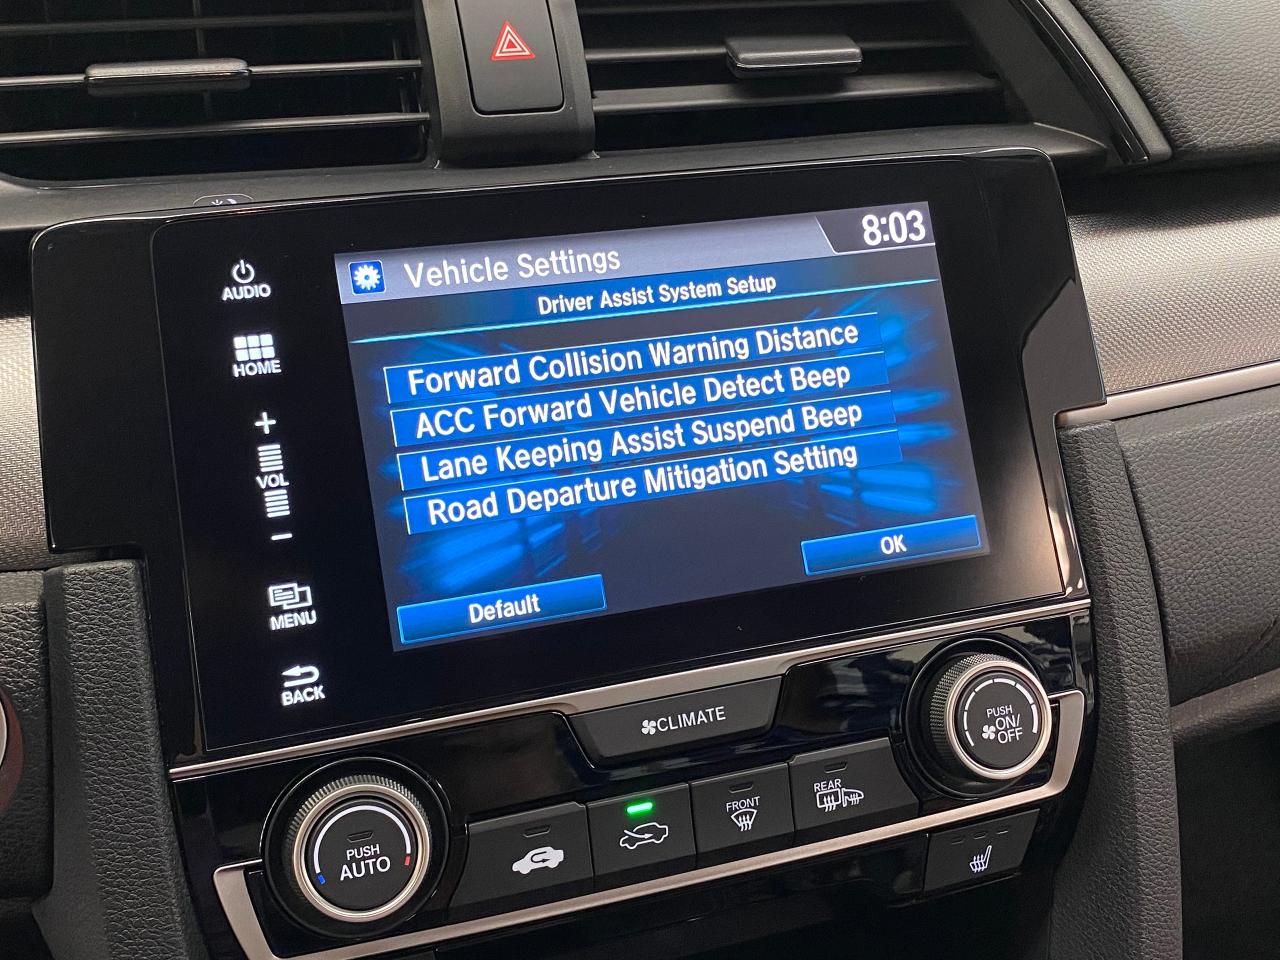 8:03
Vehicle Settings
Driver Assist System Setup
Forward Collision Warning Distance
ACC Forward Vehicle Detect Beep
Lane Keeping Assist Suspend Beep
Road Departure Mitigation Setting
OK
Default
AUDIO
HOME
+
VOL
−
MENU
BACK
CLIMATE
PUSH
ON/
OFF
PUSH
AUTO
FRONT
REAR